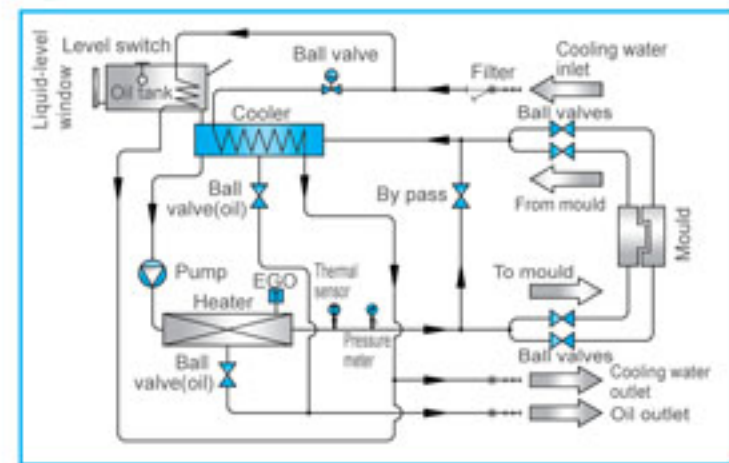 Level switch
Ball valve
Cooling water
inlet
Filter
Liquid-level
window
Oil tank
Cooler
Ball valves
Ball
valve(oil)
By pass
From mould
Mould
Pump
EGO
Thermal
sensor
To mould
Heater
Pressure
meter
Ball valves
Ball
valve(oil)
Cooling water
outlet
Oil outlet